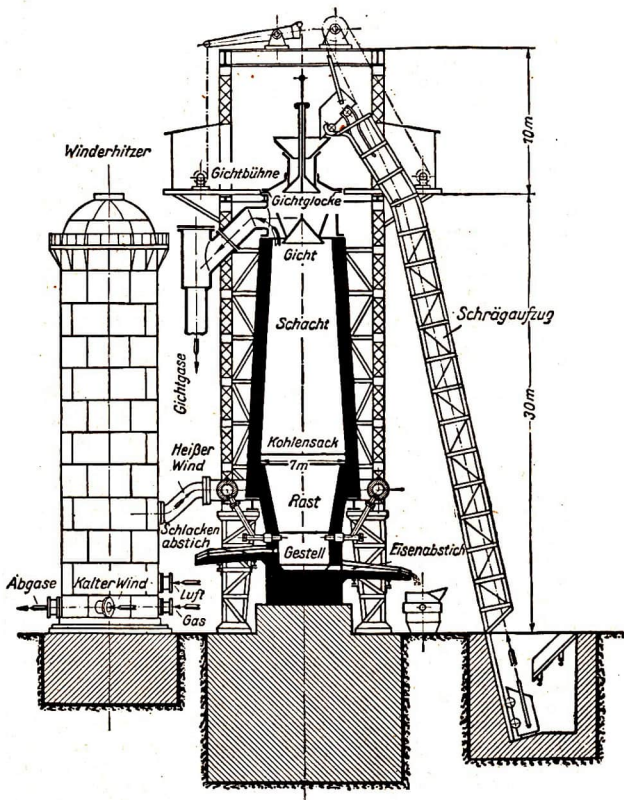 10m
Winderhitzer
Gichtbühne
Gichtglocke
Gicht
Schacht
Schrägaufzug
Gichtgase
30m
Kohlensack
7m
Heißer
Wind
Rast
Schlacken
abstich
Gestell
Eisenabstich
Abgase
Kalter Wind
Luft
Gas